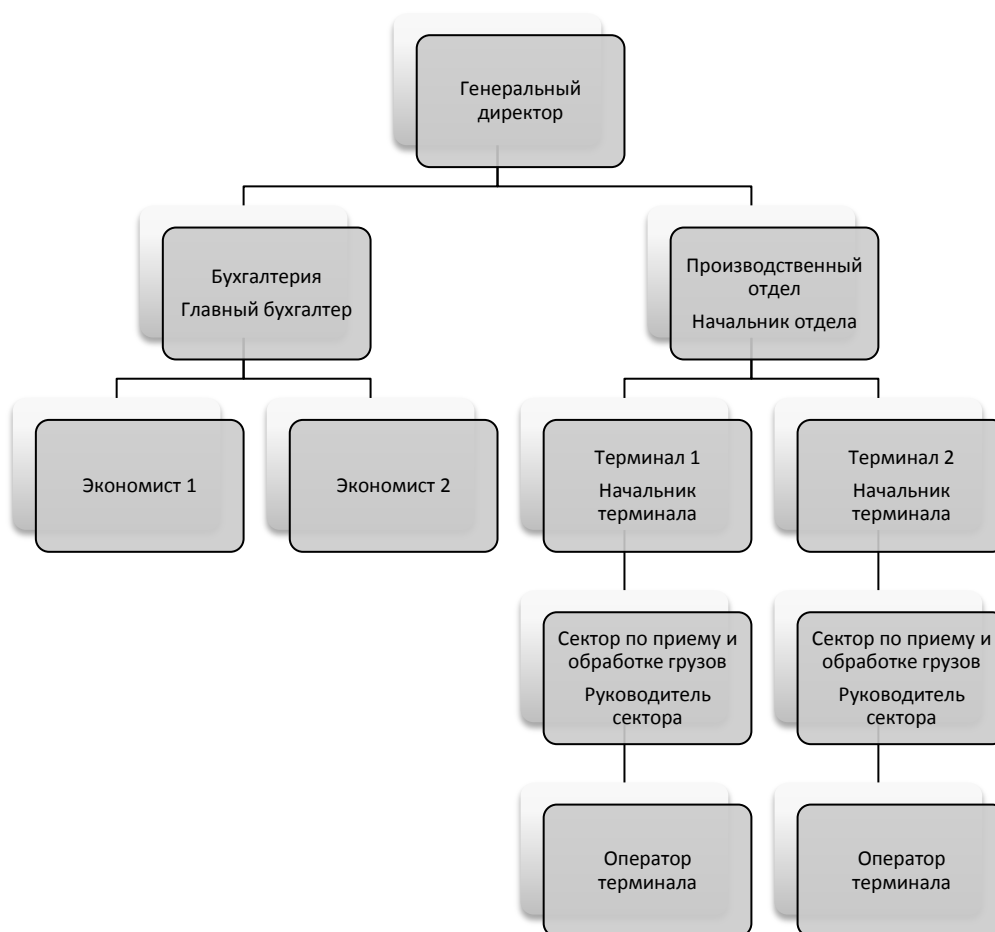 Генеральный
директор
Бухгалтерия
Главный бухгалтер
Производственный
отдел
Начальник отдела
Экономист 1
Экономист 2
Терминал 1
Начальник
терминала
Терминал 2
Начальник
терминала
Сектор по приему и
обработке грузов
Руководитель
сектора
Сектор по приему и
обработке грузов
Руководитель
сектора
Оператор
терминала
Оператор
терминала